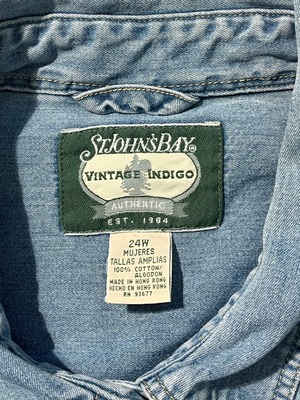 ST. JOHN'S BAY®
VINTAGE INDIGO
AUTHENTIC
EST. 1984
24W
MUJERES
TALLAS AMPLIAS
100% COTTON/
ALGODON
MADE IN HONG KONG
HECHO EN HONG KONG
RN 93677